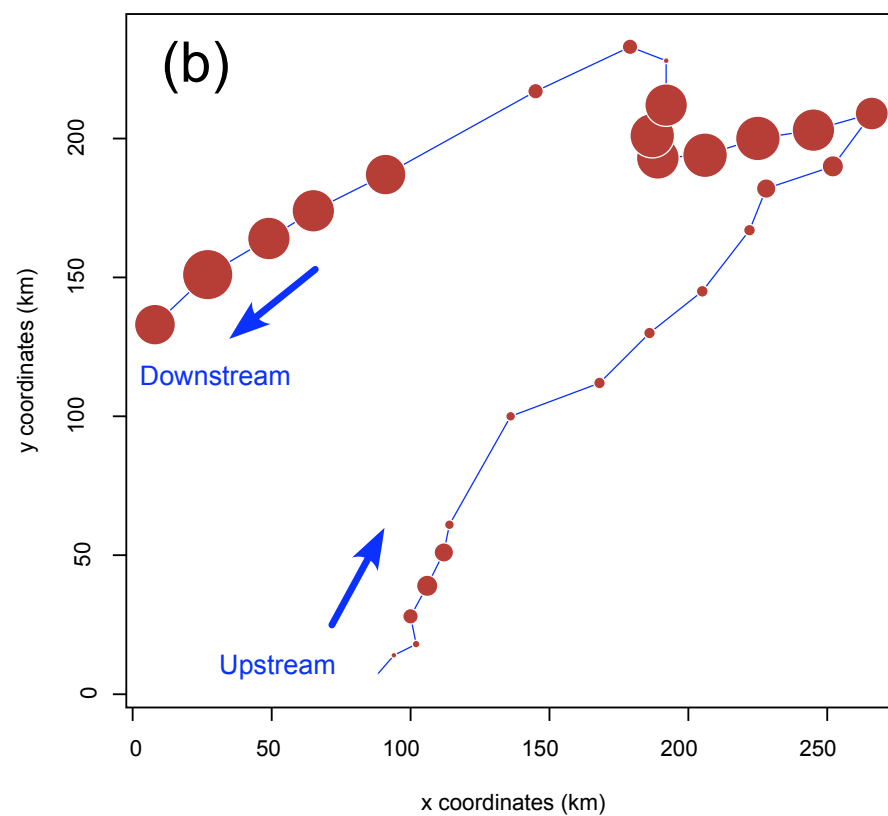 (b)
200
150
100
50
0
y coordinates (km)
Downstream
Upstream
0 50 100 150 200 250
x coordinates (km)